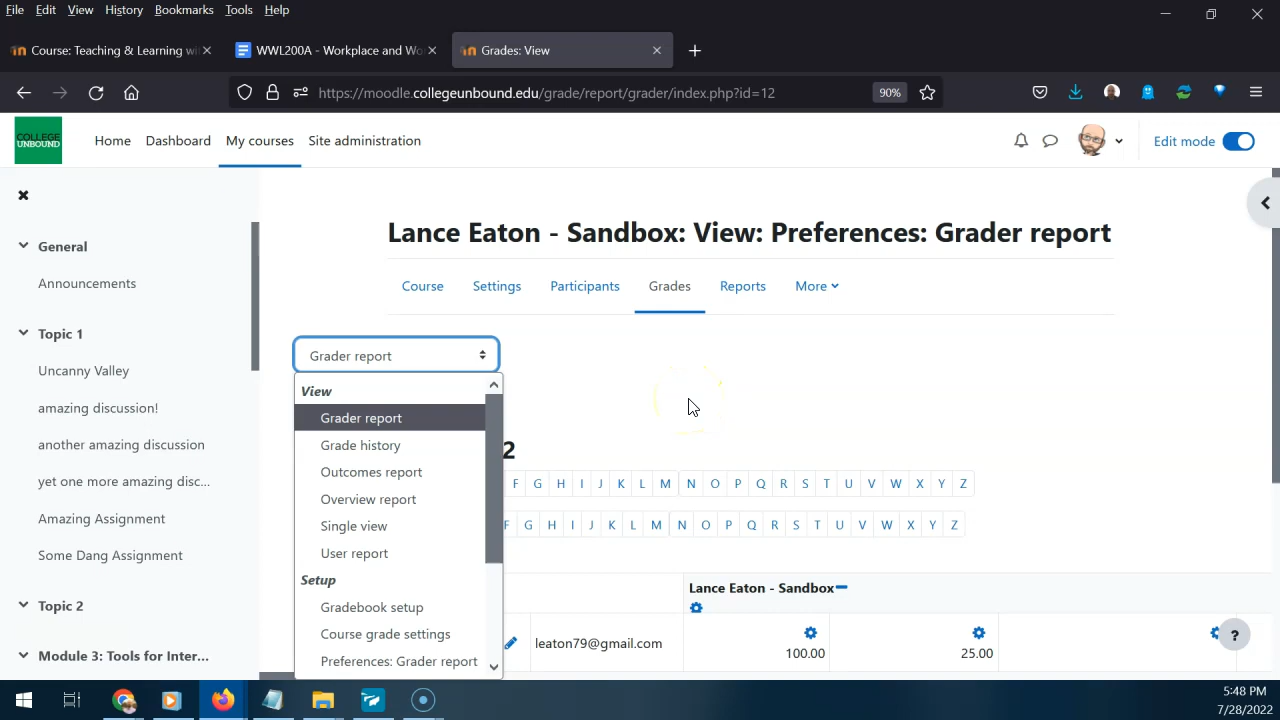 File Edit View History Bookmarks Tools Help
Course: Teaching & Learning wi
WWL200A - Workplace and Wo
Grades: View
https://moodle.collegeunbound.edu/grade/report/grader/index.php?id=12
90%
COLLEGE
UNBOUND
Home Dashboard My courses Site administration
Edit mode
General
Announcements
Topic 1
Uncanny Valley
amazing discussion!
another amazing discussion
yet one more amazing disc...
Amazing Assignment
Some Dang Assignment
Topic 2
Module 3: Tools for Inter...
Lance Eaton - Sandbox: View: Preferences: Grader report
Course Settings Participants Grades Reports More
Grader report
View
Grader report
Grade history
Outcomes report
Overview report
Single view
User report
Setup
Gradebook setup
Course grade settings
Preferences: Grader report
2
F G H I J K L M N O P Q R S T U V W X Y Z
F G H I J K L M N O P Q R S T U V W X Y Z
Lance Eaton - Sandbox
leaton79@gmail.com
100.00
25.00
?
5:48 PM
7/28/2022